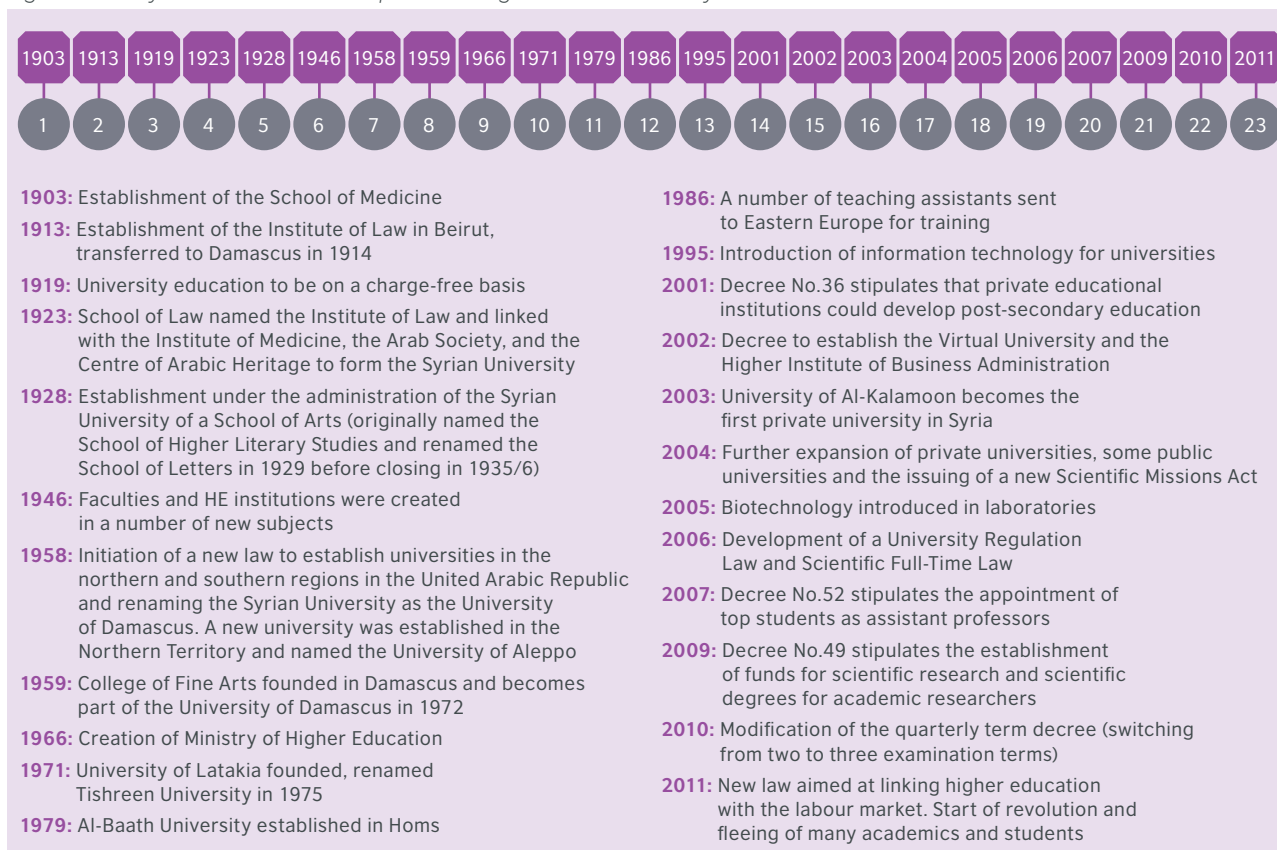 1903 1913 1919 1923 1928 1946 1958 1959 1966 1971 1979 1986 1995 2001 2002 2003 2004 2005 2006 2007 2009 2010 2011
1 2 3 4 5 6 7 8 9 10 11 12 13 14 15 16 17 18 19 20 21 22 23
1903: Establishment of the School of Medicine
1913: Establishment of the Institute of Law in Beirut,
transferred to Damascus in 1914
1919: University education to be on a charge-free basis
1923: School of Law named the Institute of Law and linked
with the Institute of Medicine, the Arab Society, and the
Centre of Arabic Heritage to form the Syrian University
1928: Establishment under the administration of the Syrian
University of a School of Arts (originally named the
School of Higher Literary Studies and renamed the
School of Letters in 1929 before closing in 1935/6)
1946: Faculties and HE institutions were created
in a number of new subjects
1958: Initiation of a new law to establish universities in the
northern and southern regions in the United Arabic Republic
and renaming the Syrian University as the University
of Damascus. A new university was established in the
Northern Territory and named the University of Aleppo
1959: College of Fine Arts founded in Damascus and becomes
part of the University of Damascus in 1972
1966: Creation of Ministry of Higher Education
1971: University of Latakia founded, renamed
Tishreen University in 1975
1979: Al-Baath University established in Homs
1986: A number of teaching assistants sent
to Eastern Europe for training
1995: Introduction of information technology for universities
2001: Decree No.36 stipulates that private educational
institutions could develop post-secondary education
2002: Decree to establish the Virtual University and the
Higher Institute of Business Administration
2003: University of Al-Kalamoon becomes the
first private university in Syria
2004: Further expansion of private universities, some public
universities and the issuing of a new Scientific Missions Act
2005: Biotechnology introduced in laboratories
2006: Development of a University Regulation
Law and Scientific Full-Time Law
2007: Decree No.52 stipulates the appointment of
top students as assistant professors
2009: Decree No.49 stipulates the establishment
of funds for scientific research and scientific
degrees for academic researchers
2010: Modification of the quarterly term decree (switching
from two to three examination terms)
2011: New law aimed at linking higher education
with the labour market. Start of revolution and
fleeing of many academics and students